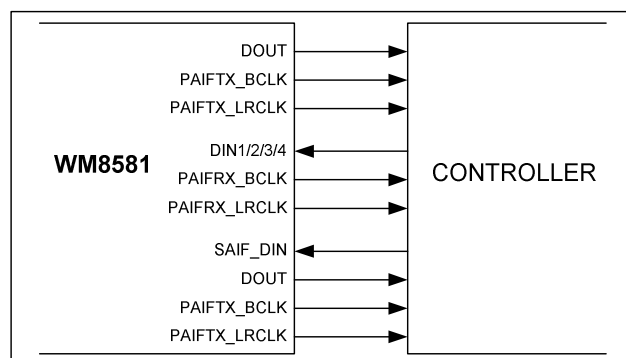 DOUT
PAIFTX_BCLK
PAIFTX_LRCLK
DIN1/2/3/4
WM8581
PAIFRX_BCLK
CONTROLLER
PAIFRX_LRCLK
SAIF_DIN
DOUT
PAIFTX_BCLK
PAIFTX_LRCLK